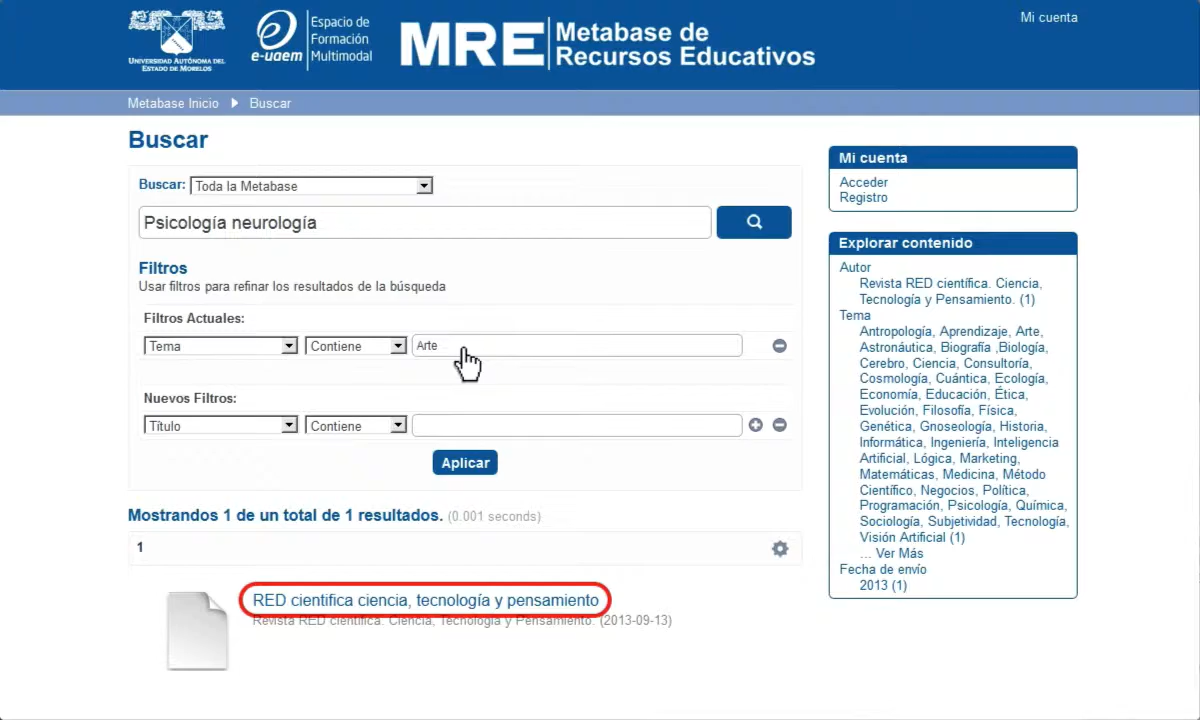 UNIVERSIDAD AUTÓNOMA DEL
ESTADO DE MORELOS
e-uaem
Espacio de
Formación
Multimodal
MRE
Metabase de
Recursos Educativos
Mi cuenta
Metabase Inicio
Buscar
Buscar
Buscar:
Toda la Metabase
Psicología neurología
Filtros
Usar filtros para refinar los resultados de la búsqueda
Filtros Actuales:
Tema
Contiene
Arte
Nuevos Filtros:
Título
Contiene
Aplicar
Mostrandos 1 de un total de 1 resultados. (0.001 seconds)
1
RED cientifica ciencia, tecnología y pensamiento
Revista RED científica. Ciencia, Tecnología y Pensamiento. (2013-09-13)
Mi cuenta
Acceder
Registro
Explorar contenido
Autor
Revista RED científica. Ciencia,
Tecnología y Pensamiento. (1)
Tema
Antropología, Aprendizaje, Arte,
Astronáutica, Biografía ,Biología,
Cerebro, Ciencia, Consultoría,
Cosmología, Cuántica, Ecología,
Economía, Educación, Ética,
Evolución, Filosofía, Física,
Genética, Gnoseología, Historia,
Informática, Ingeniería, Inteligencia
Artificial, Lógica, Marketing,
Matemáticas, Medicina, Método
Científico, Negocios, Política,
Programación, Psicología, Química,
Sociología, Subjetividad, Tecnología,
Visión Artificial (1)
... Ver Más
Fecha de envío
2013 (1)